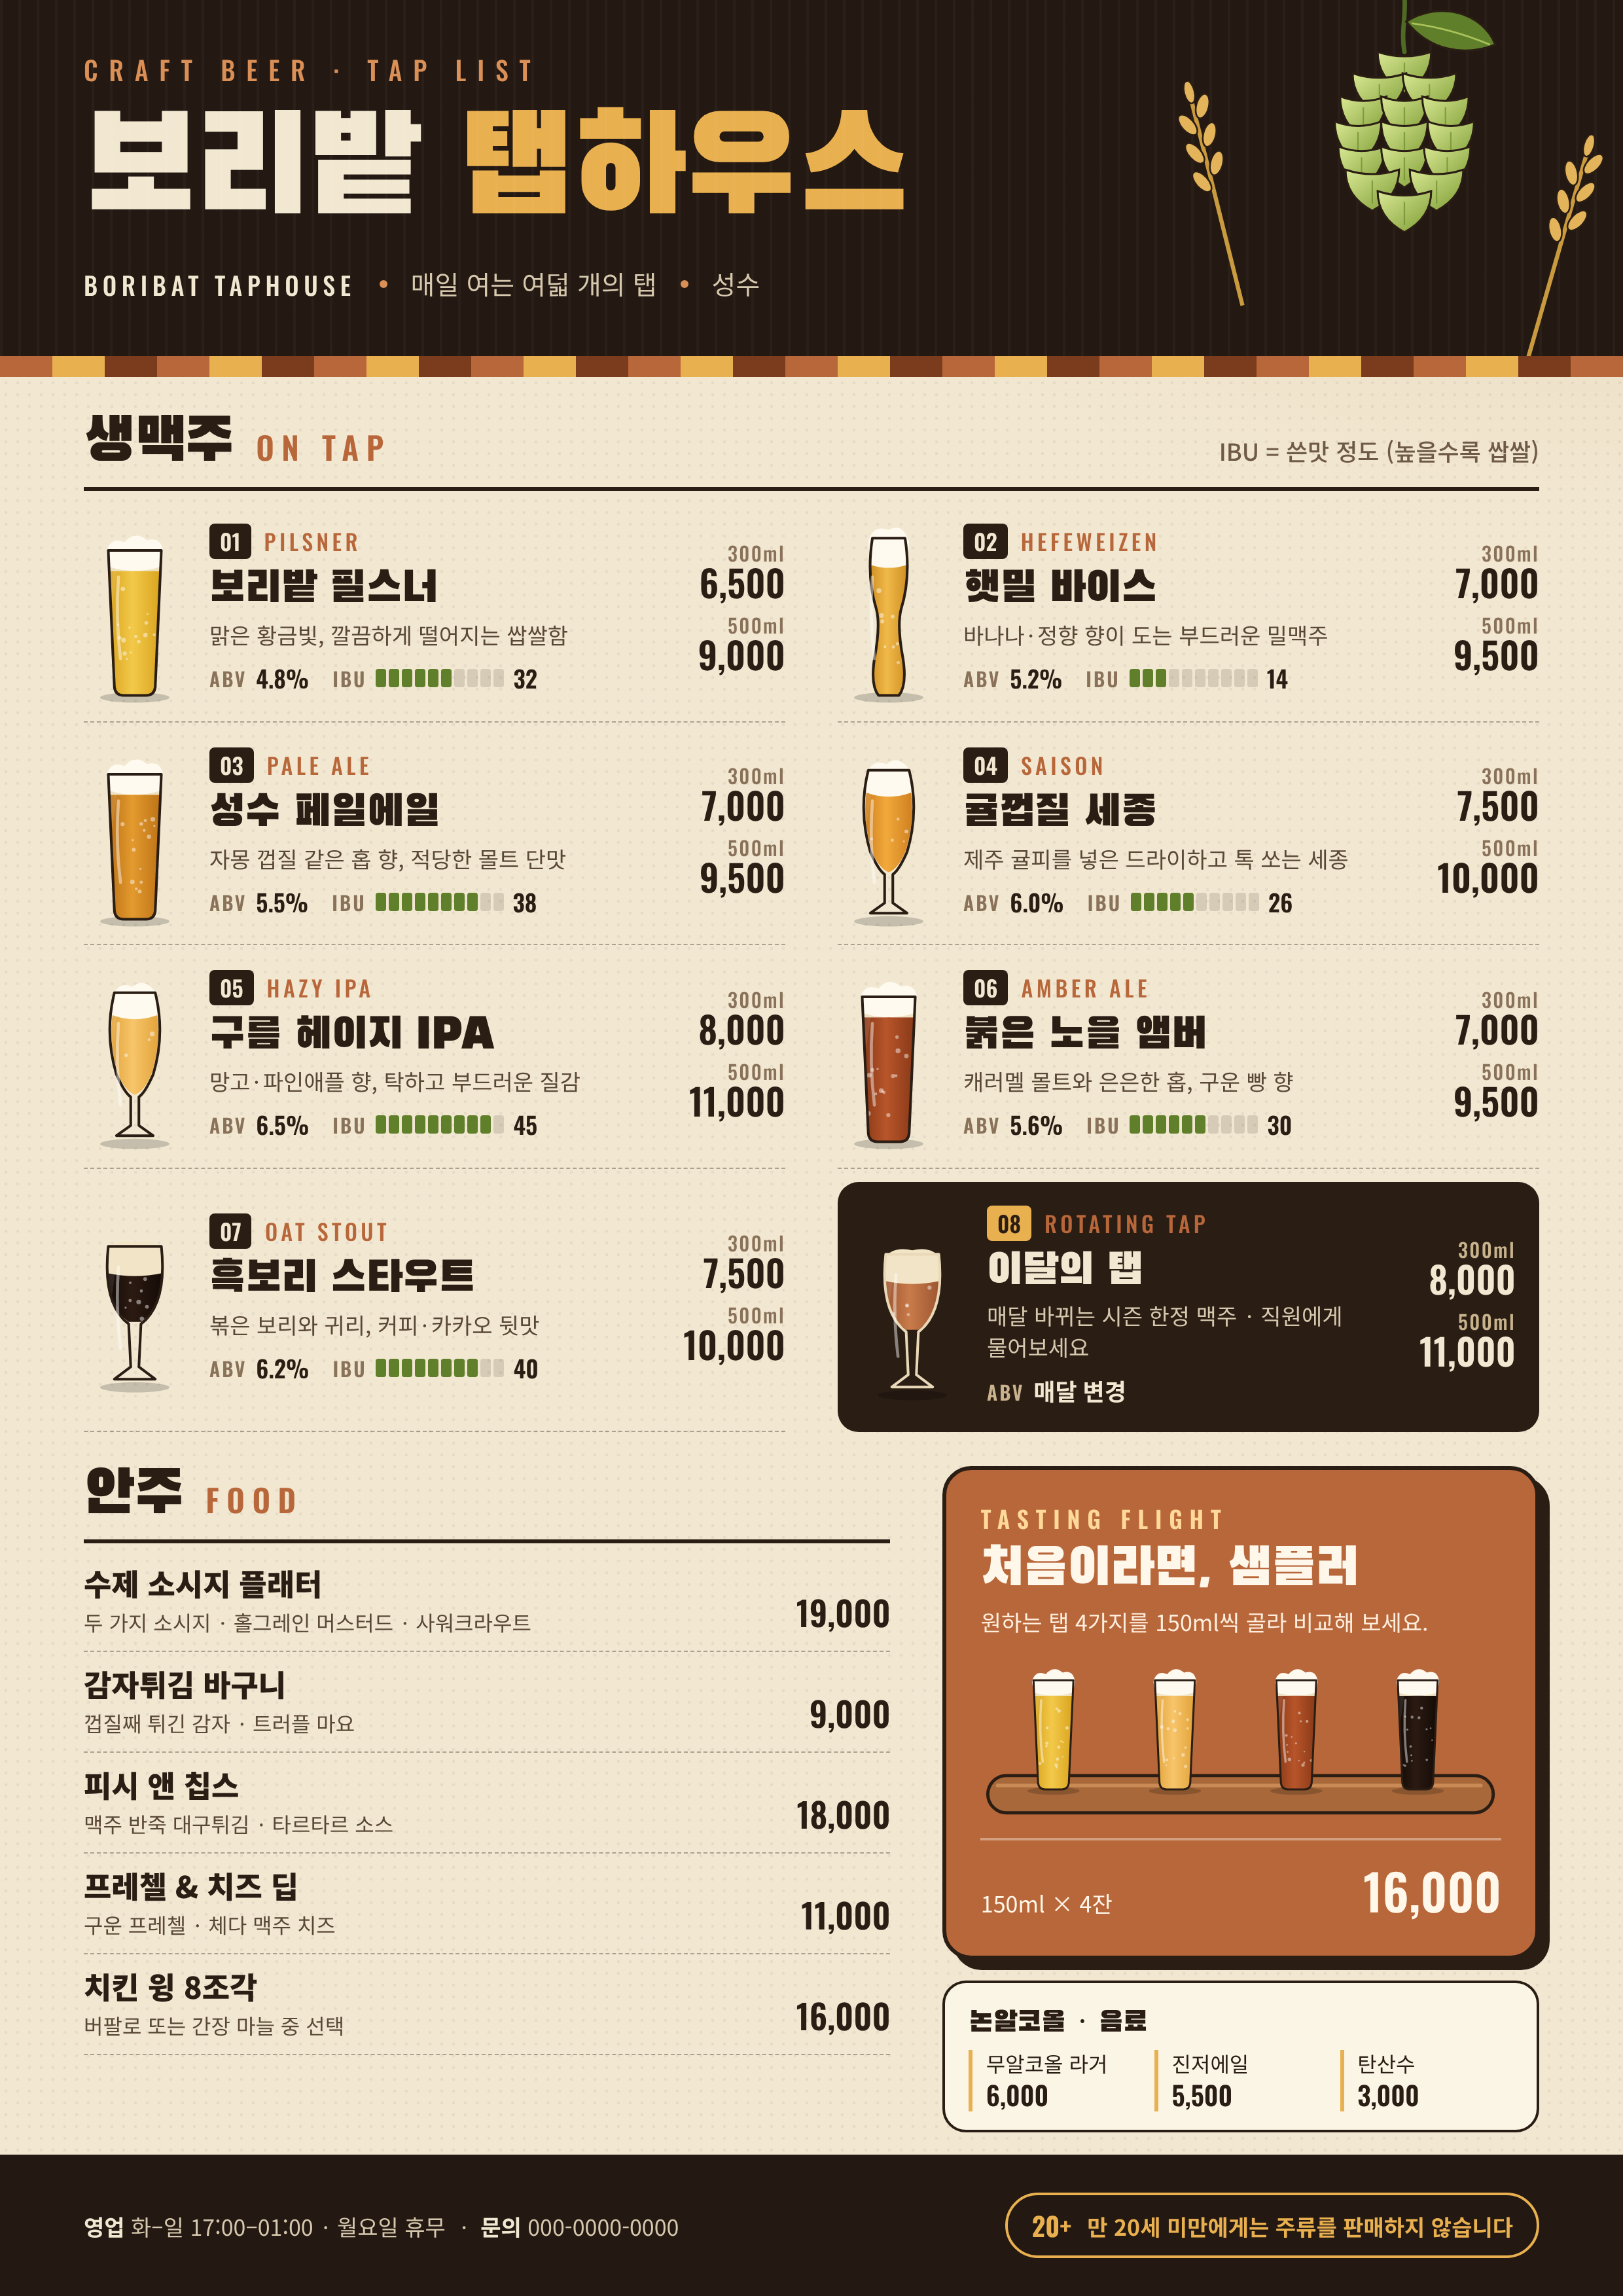 CRAFT BEER · TAP LIST
보리밭 탭하우스
BORIBAT TAPHOUSE • 매일 여는 여덟 개의 탭 • 성수
생맥주 ON TAP
IBU = 쓴맛 정도 (높을수록 쌉쌀)
01 PILSNER
보리밭 필스너
맑은 황금빛, 깔끔하게 떨어지는 쌉쌀함
ABV 4.8% IBU 32
300ml
6,500
500ml
9,000
02 HEFEWEIZEN
햇밀 바이스
바나나·정향 향이 도는 부드러운 밀맥주
ABV 5.2% IBU 14
300ml
7,000
500ml
9,500
03 PALE ALE
성수 페일에일
자몽 껍질 같은 홉 향, 적당한 몰트 단맛
ABV 5.5% IBU 38
300ml
7,000
500ml
9,500
04 SAISON
귤껍질 세종
제주 귤피를 넣은 드라이하고 톡 쏘는 세종
ABV 6.0% IBU 26
300ml
7,500
500ml
10,000
05 HAZY IPA
구름 헤이지 IPA
망고·파인애플 향, 탁하고 부드러운 질감
ABV 6.5% IBU 45
300ml
8,000
500ml
11,000
06 AMBER ALE
붉은 노을 앰버
캐러멜 몰트와 은은한 홉, 구운 빵 향
ABV 5.6% IBU 30
300ml
7,000
500ml
9,500
07 OAT STOUT
흑보리 스타우트
볶은 보리와 귀리, 커피·카카오 뒷맛
ABV 6.2% IBU 40
300ml
7,500
500ml
10,000
08 ROTATING TAP
이달의 탭
매달 바뀌는 시즌 한정 맥주 · 직원에게
물어보세요
ABV 매달 변경
300ml
8,000
500ml
11,000
안주 FOOD
수제 소시지 플래터
두 가지 소시지 · 홀그레인 머스터드 · 사워크라우트
19,000
감자튀김 바구니
껍질째 튀긴 감자 · 트러플 마요
9,000
피시 앤 칩스
맥주 반죽 대구튀김 · 타르타르 소스
18,000
프레첼 & 치즈 딥
구운 프레첼 · 체다 맥주 치즈
11,000
치킨 윙 8조각
버팔로 또는 간장 마늘 중 선택
16,000
TASTING FLIGHT
처음이라면, 샘플러
원하는 탭 4가지를 150ml씩 골라 비교해 보세요.
150ml × 4잔
16,000
논알코올 · 음료
무알코올 라거
6,000
진저에일
5,500
탄산수
3,000
영업 화–일 17:00–01:00 · 월요일 휴무 · 문의 000-0000-0000
20+ 만 20세 미만에게는 주류를 판매하지 않습니다